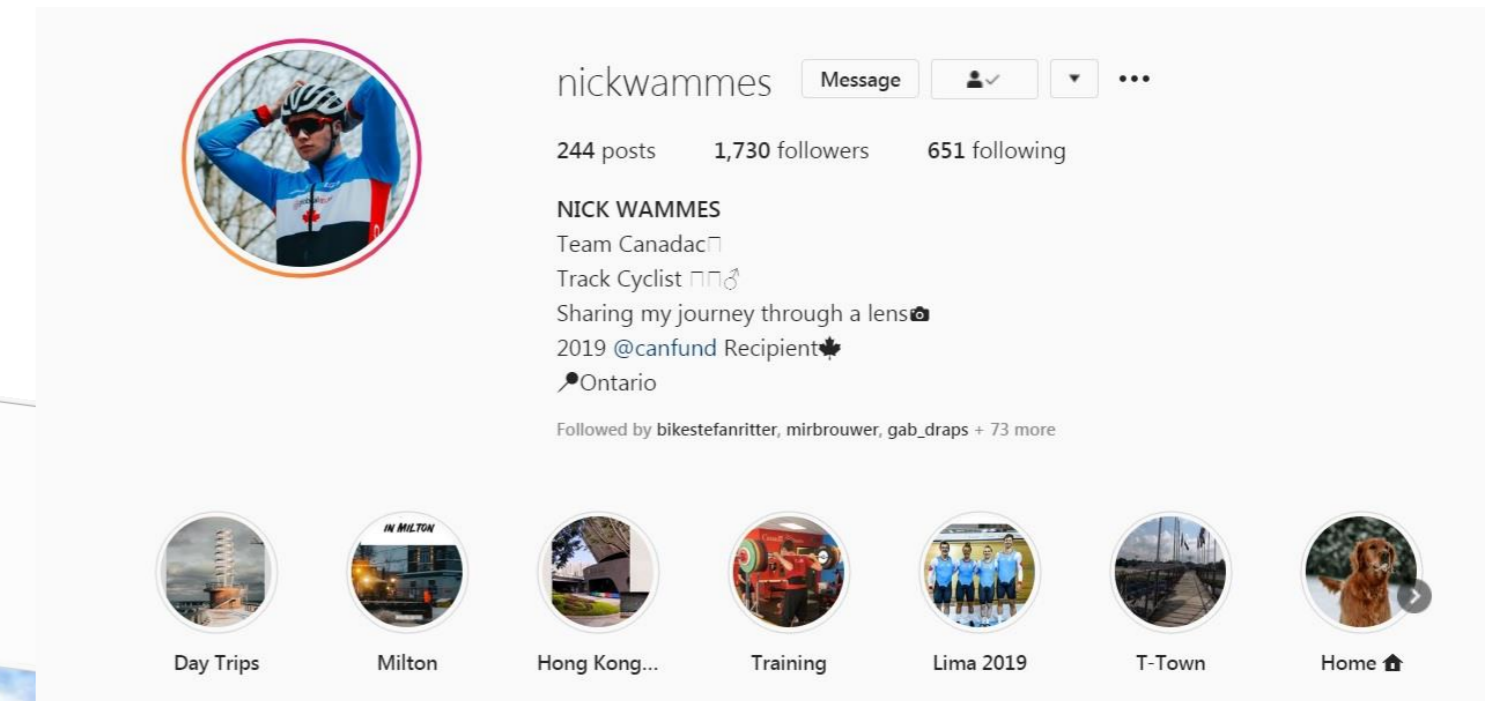 nickwammes Message
244 posts 1,730 followers 651 following
NICK WAMMES
Team Canadac□
Track Cyclist □□♂
Sharing my journey through a lens📷
2019 @canfund Recipient🍁
📍Ontario
Followed by bikestefanritter, mirbrouwer, gab_draps + 73 more
IN MILTON
Day Trips Milton Hong Kong... Training Lima 2019 T-Town Home 🏠